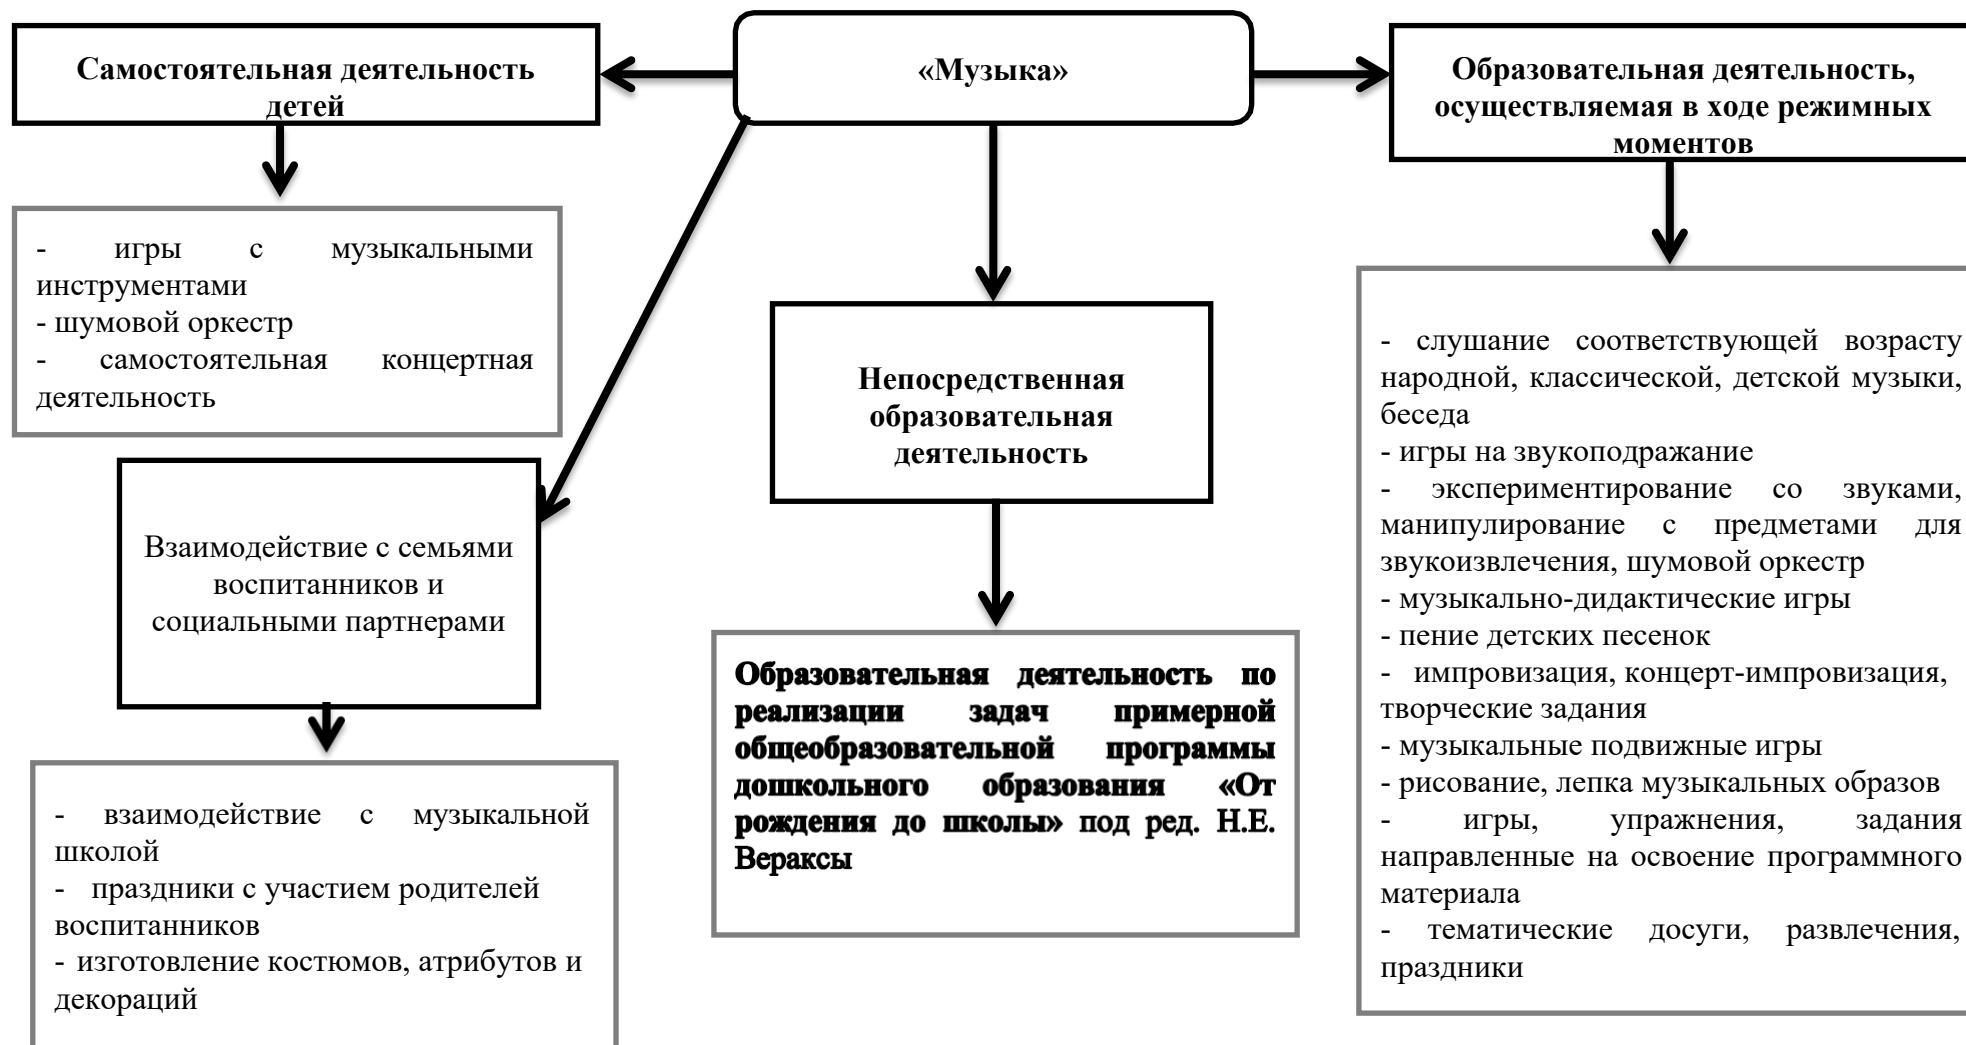 Самостоятельная деятельность
детей
«Музыка»
Образовательная деятельность,
осуществляемая в ходе режимных
моментов
- игры с музыкальными
инструментами
- шумовой оркестр
- самостоятельная концертная
деятельность
Взаимодействие с семьями
воспитанников и
социальными партнерами
- взаимодействие с музыкальной
школой
- праздники с участием родителей
воспитанников
- изготовление костюмов, атрибутов и
декораций
Непосредственная
образовательная
деятельность
Образовательная деятельность по
реализации задач примерной
общеобразовательной программы
дошкольного образования «От
рождения до школы» под ред. Н.Е.
Вераксы
- слушание соответствующей возрасту
народной, классической, детской музыки,
беседа
- игры на звукоподражание
- экспериментирование со звуками,
манипулирование с предметами для
звукоизвлечения, шумовой оркестр
- музыкально-дидактические игры
- пение детских песенок
- импровизация, концерт-импровизация,
творческие задания
- музыкальные подвижные игры
- рисование, лепка музыкальных образов
- игры, упражнения, задания
направленные на освоение программного
материала
- тематические досуги, развлечения,
праздники